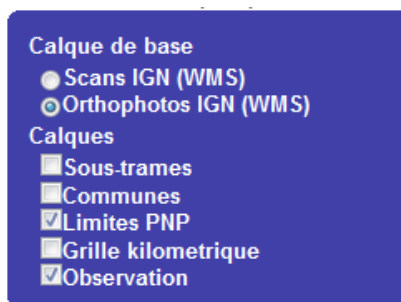 Calque de base
Scans IGN (WMS)
Orthophotos IGN (WMS)
Calques
Sous-trames
Communes
Limites PNP
Grille kilometrique
Observation